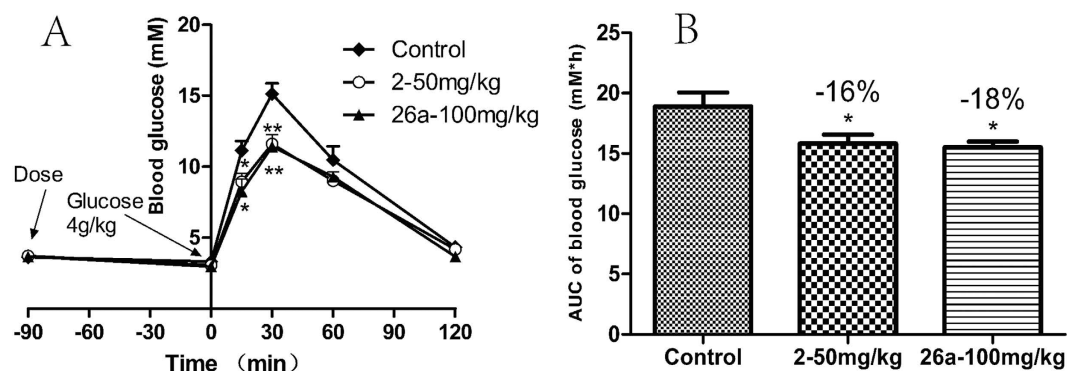 A
Blood glucose (mM)
20
15
10
5
Control
2-50mg/kg
26a-100mg/kg
**
*
**
*
Dose
Glucose
4g/kg
-90
-60
-30
0
30
60
90
120
Time （min）
B
AUC of blood glucose (mM*h)
25
20
15
10
5
0
-16%
*
-18%
*
Control
2-50mg/kg
26a-100mg/kg